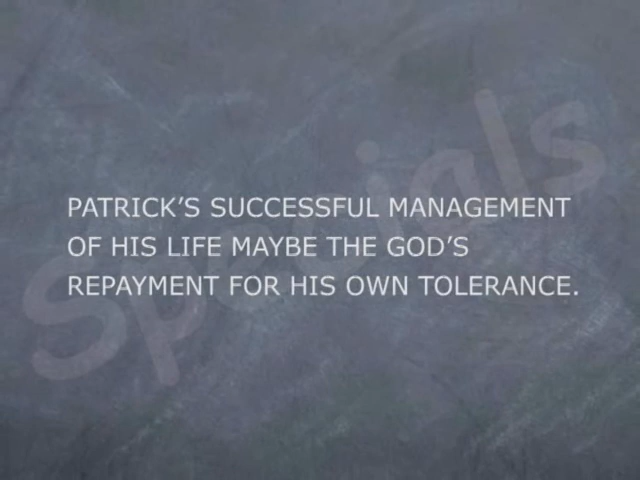 Specials
PATRICK’S SUCCESSFUL MANAGEMENT
OF HIS LIFE MAYBE THE GOD’S
REPAYMENT FOR HIS OWN TOLERANCE.